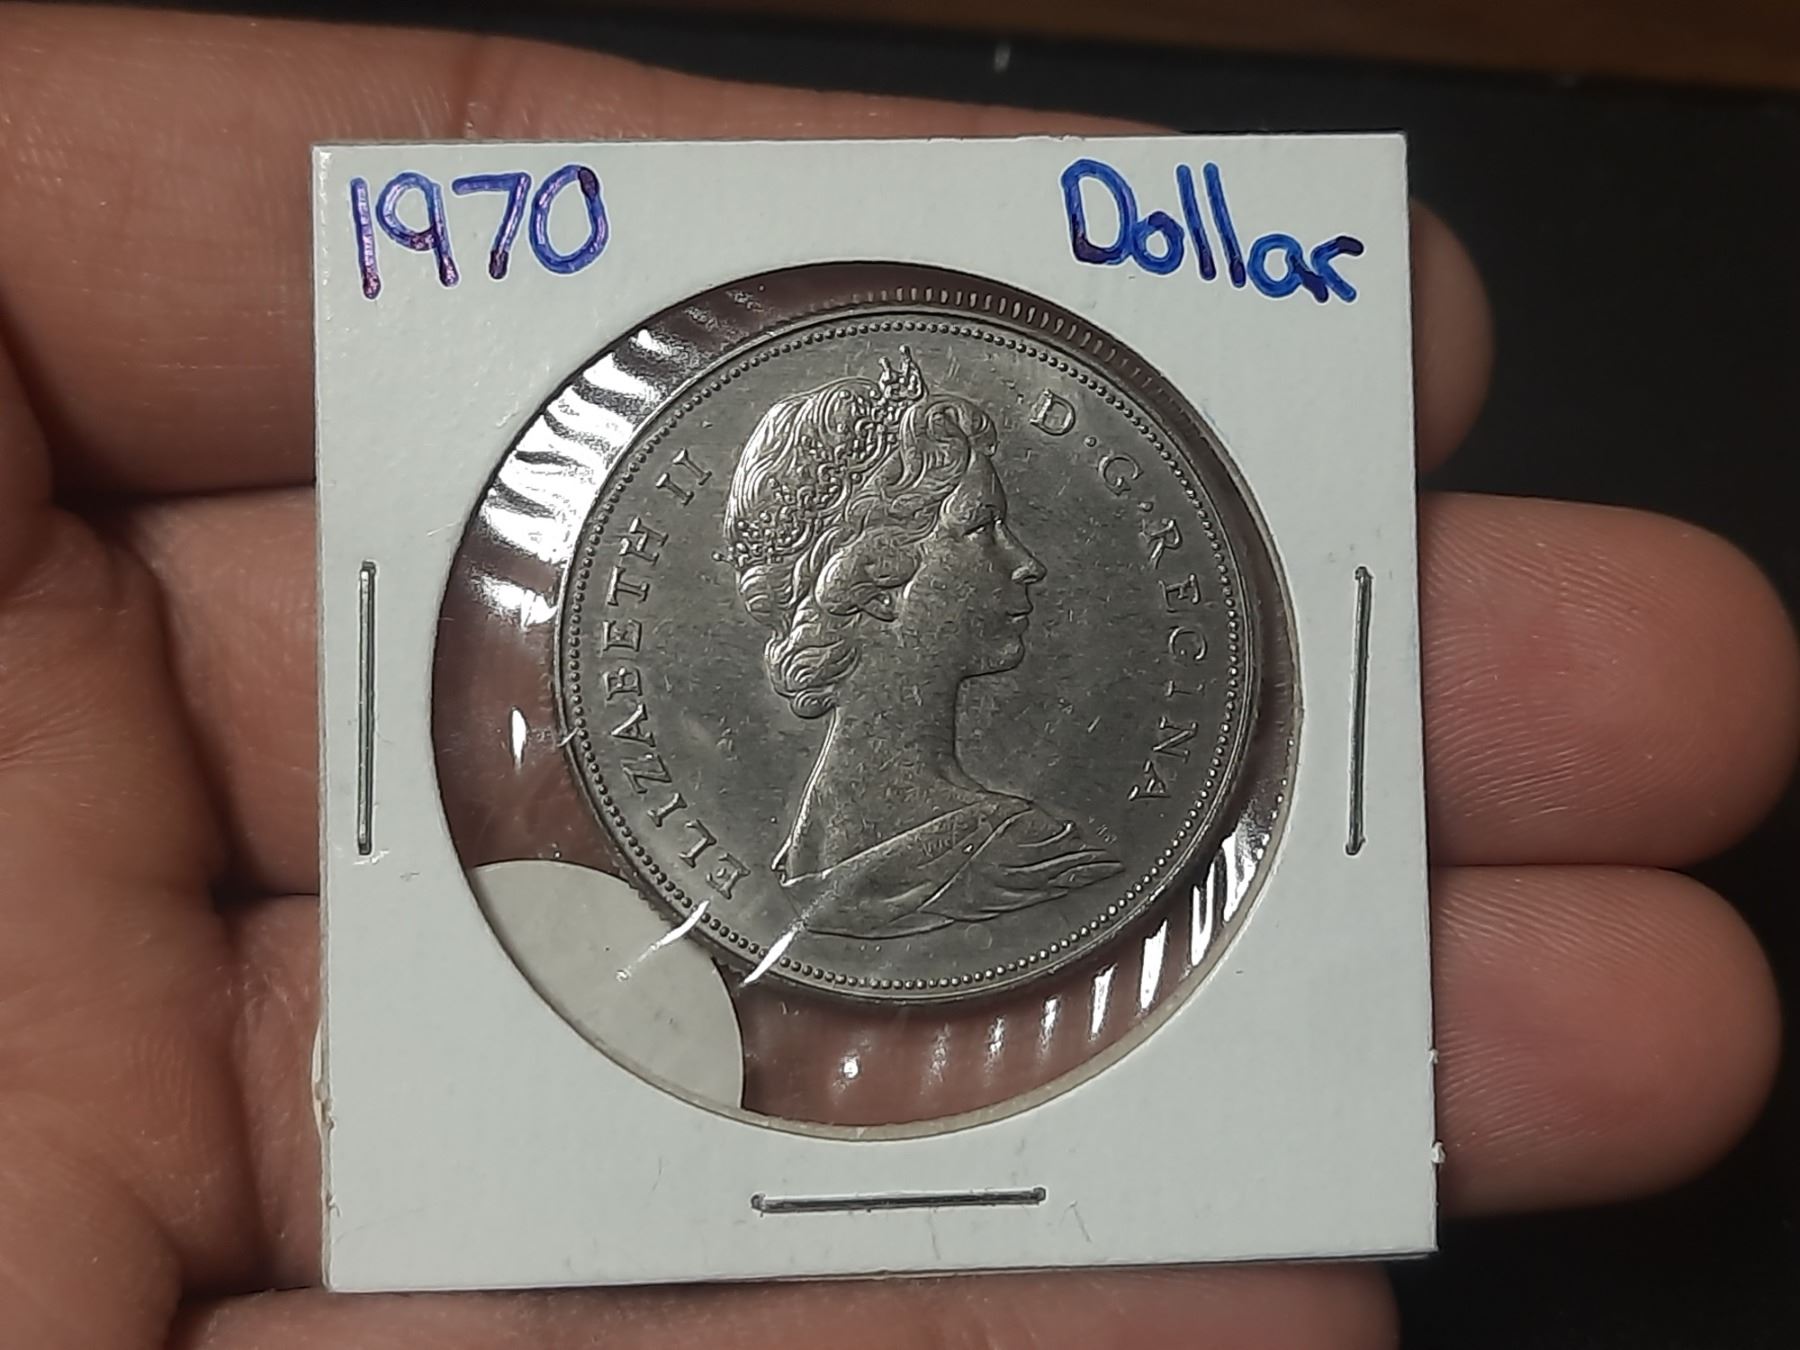 1970 Dollar
ELIZABETH II D·G·REGINA